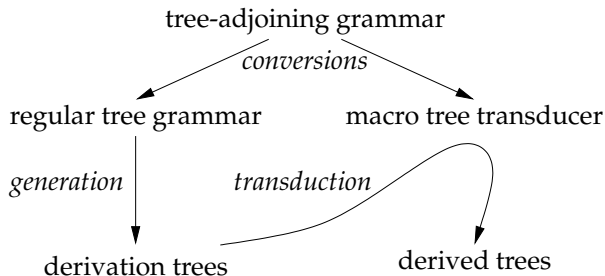 tree-adjoining grammar
conversions
regular tree grammar
macro tree transducer
generation
transduction
derivation trees
derived trees